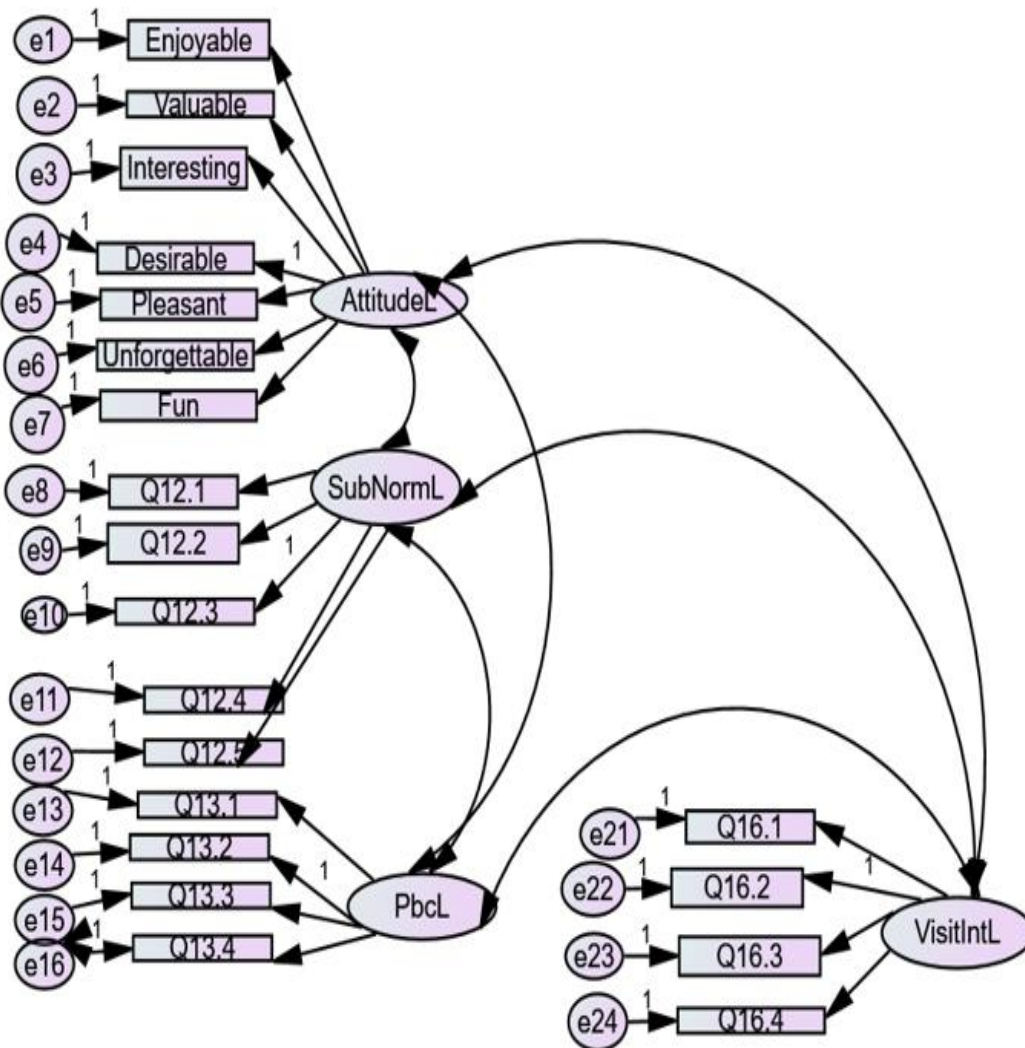 1
e1
Enjoyable
1
e2
Valuable
1
e3
Interesting
1
e4
Desirable
1
1
e5
Pleasant
AttitudeL
1
e6
Unforgettable
1
e7
Fun
1
e8
Q12.1
SubNormL
1
e9
Q12.2
1
1
e10
Q12.3
1
e11
Q12.4
1
e12
Q12.5
1
e13
Q13.1
1
e14
Q13.2
1
1
e15
Q13.3
PbcL
1
e16
Q13.4
1
e21
Q16.1
1
e22
Q16.2
1
VisitIntL
1
e23
Q16.3
1
e24
Q16.4